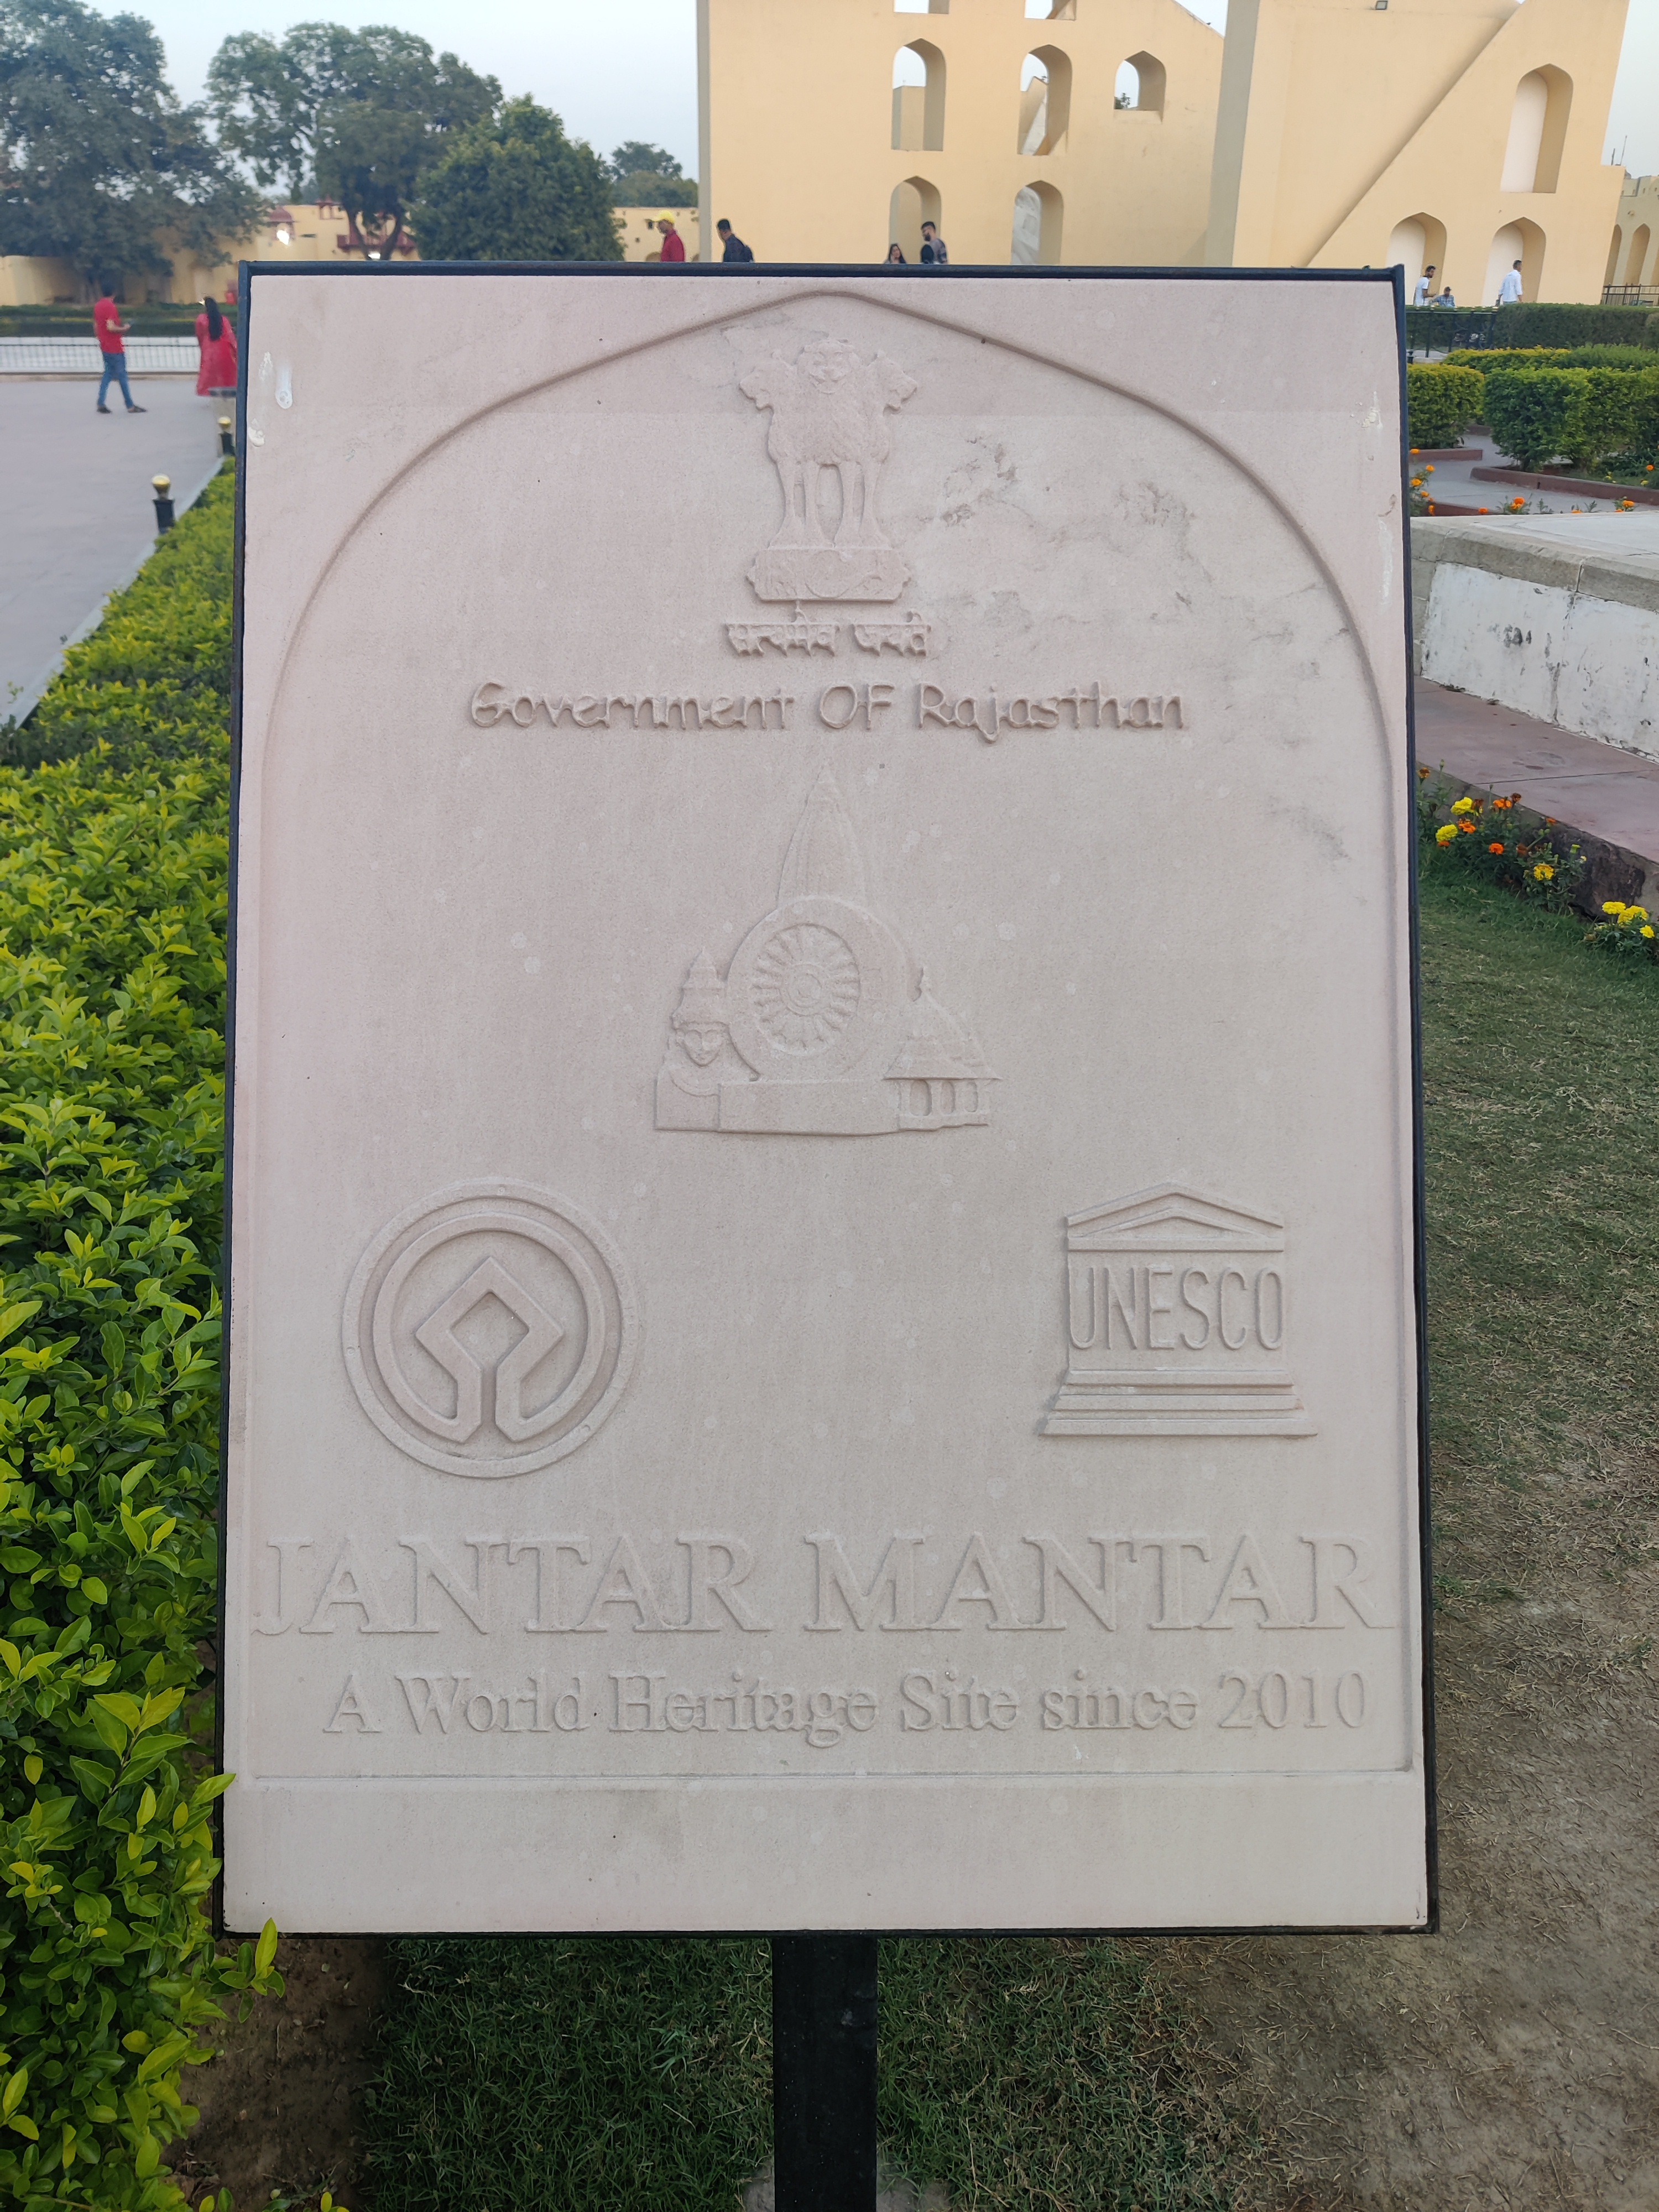 सत्यमेव जयते
Government OF Rajasthan
UNESCO
JANTAR MANTAR
A World Heritage Site since 2010